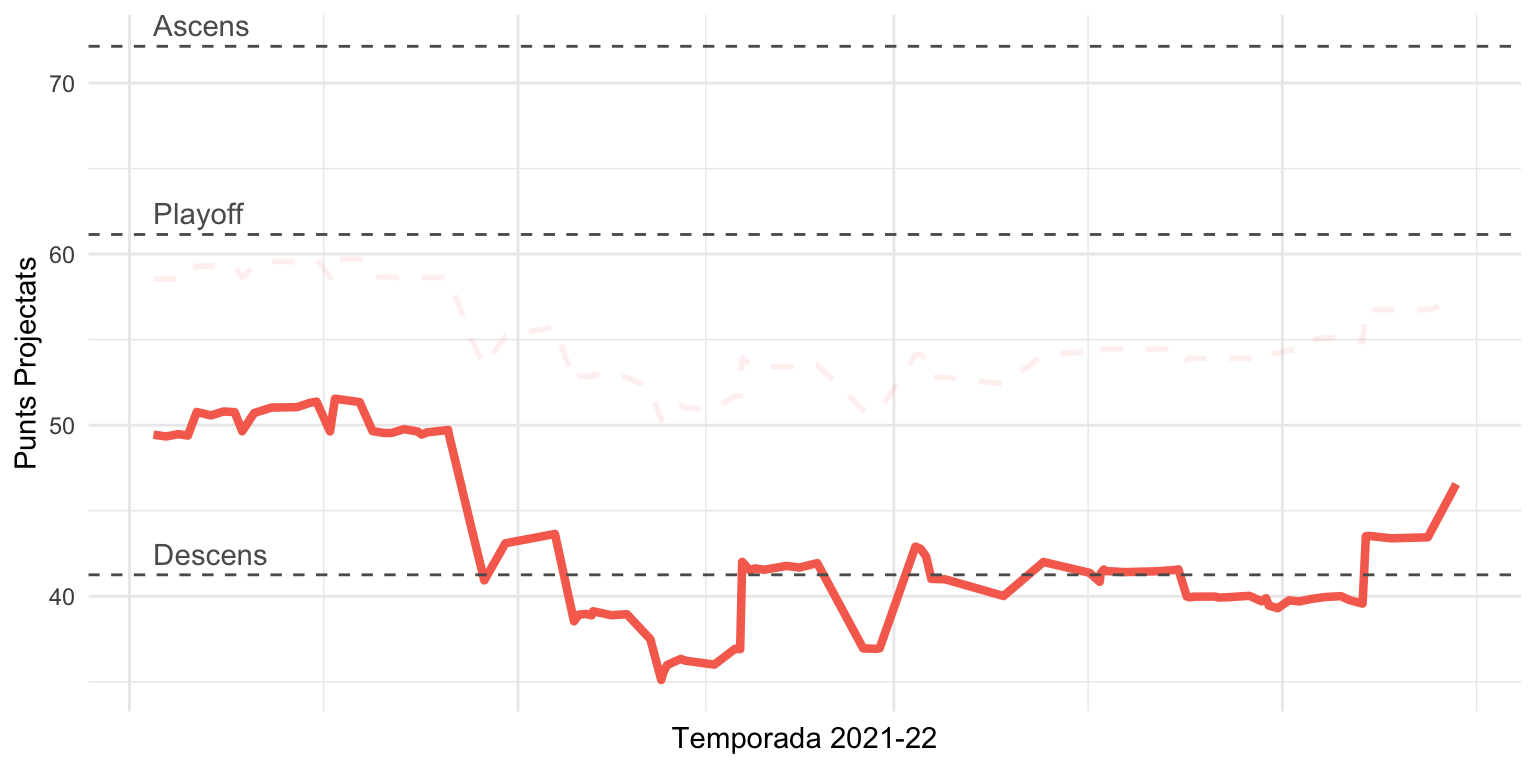 Ascens
70
Playoff
60
Punts Projectats
50
Descens
40
Temporada 2021-22